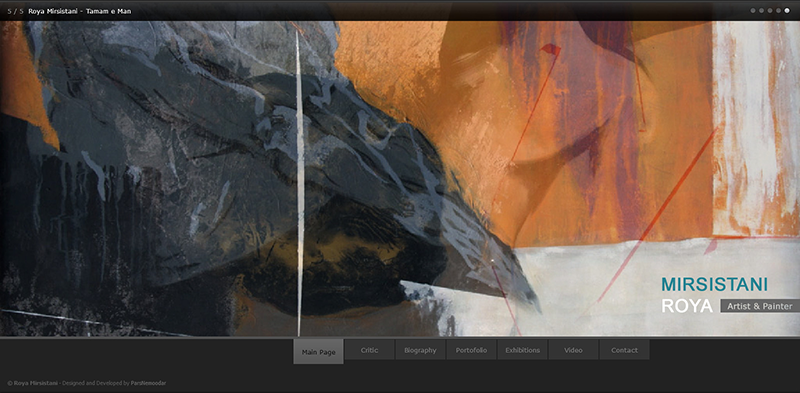 5 / 5 Roya Mirsistani - Tamam e Man
MIRSISTANI
ROYA Artist & Painter
Main Page Critic Biography Portofolio Exhibitions Video Contact
© Roya Mirsistani - Designed and Developed by ParsNemoodar